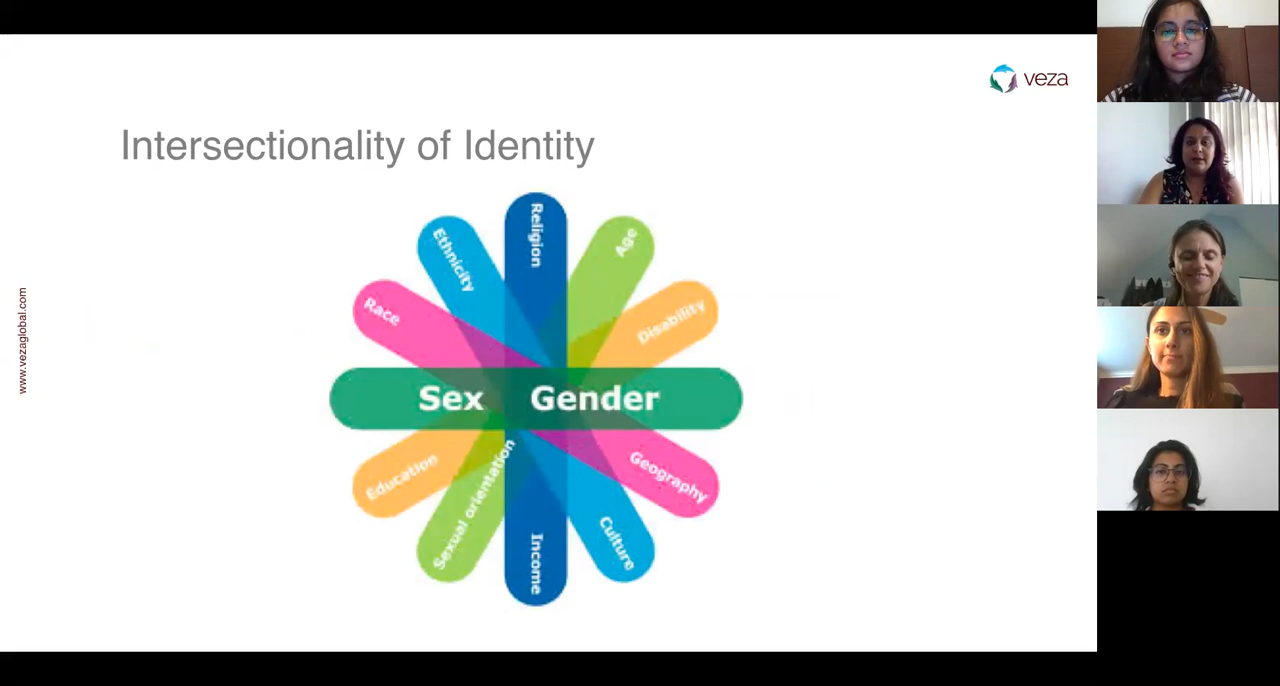 veza
Intersectionality of Identity
www.vezaglobal.com
Religion
Age
Ethnicity
Disability
Race
Sex Gender
Education
Geography
Sexual orientation
Culture
Income